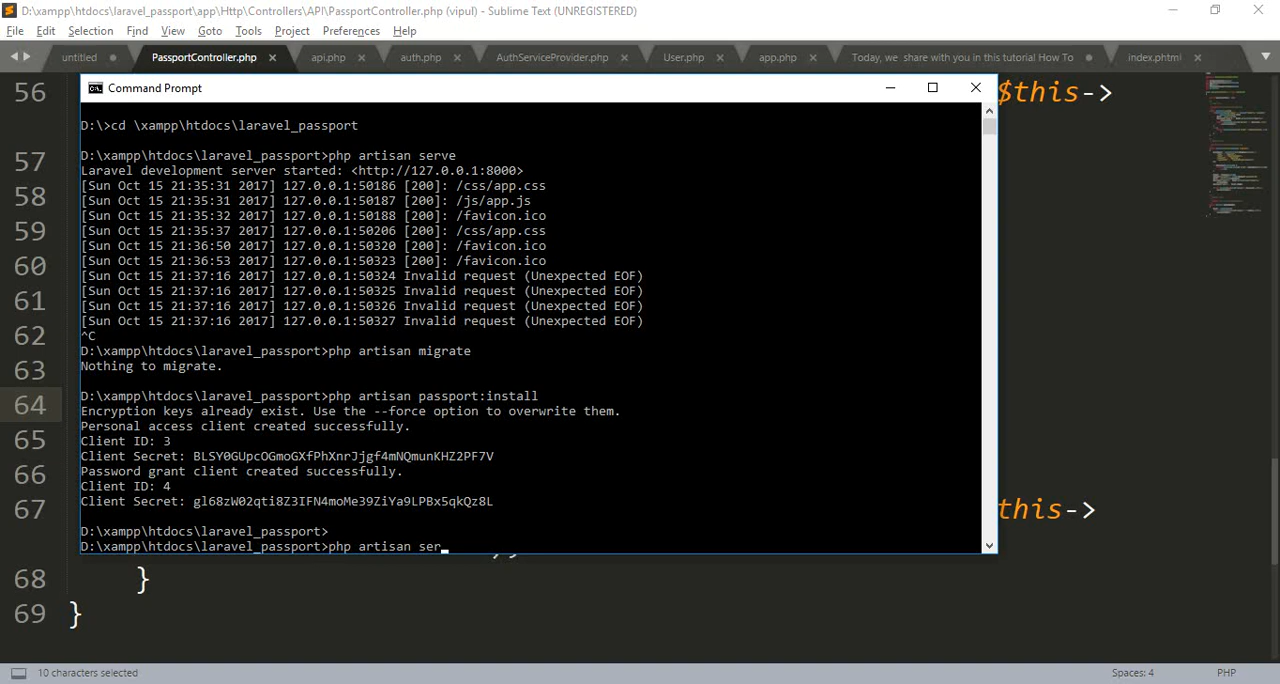 D:\xampp\htdocs\laravel_passport\app\Http\Controllers\API\PassportController.php (vipul) - Sublime Text (UNREGISTERED)
File Edit Selection Find View Goto Tools Project Preferences Help
untitled PassportController.php api.php auth.php AuthServiceProvider.php User.php app.php Today, we share with you in this tutorial How To index.phtml
56 $this->
Command Prompt
D:\>cd \xampp\htdocs\laravel_passport
57 D:\xampp\htdocs\laravel_passport>php artisan serve
Laravel development server started: <http://127.0.0.1:8000>
58 [Sun Oct 15 21:35:31 2017] 127.0.0.1:50186 [200]: /css/app.css
[Sun Oct 15 21:35:31 2017] 127.0.0.1:50187 [200]: /js/app.js
[Sun Oct 15 21:35:32 2017] 127.0.0.1:50188 [200]: /favicon.ico
59 [Sun Oct 15 21:35:37 2017] 127.0.0.1:50206 [200]: /css/app.css
[Sun Oct 15 21:36:50 2017] 127.0.0.1:50320 [200]: /favicon.ico
60 [Sun Oct 15 21:36:53 2017] 127.0.0.1:50323 [200]: /favicon.ico
[Sun Oct 15 21:37:16 2017] 127.0.0.1:50324 Invalid request (Unexpected EOF)
[Sun Oct 15 21:37:16 2017] 127.0.0.1:50325 Invalid request (Unexpected EOF)
61 [Sun Oct 15 21:37:16 2017] 127.0.0.1:50326 Invalid request (Unexpected EOF)
[Sun Oct 15 21:37:16 2017] 127.0.0.1:50327 Invalid request (Unexpected EOF)
62 ^C
D:\xampp\htdocs\laravel_passport>php artisan migrate
63 Nothing to migrate.
D:\xampp\htdocs\laravel_passport>php artisan passport:install
64 Encryption keys already exist. Use the --force option to overwrite them.
Personal access client created successfully.
65 Client ID: 3
Client Secret: BLSY0GUpcOGmoGXfPhXnrJjgf4mNQmunKHZ2PF7V
66 Password grant client created successfully.
Client ID: 4
Client Secret: gl68zW02qti8Z3IFN4moMe39ZiYa9LPBx5qkQz8L
67 this->
D:\xampp\htdocs\laravel_passport>
D:\xampp\htdocs\laravel_passport>php artisan ser_
68 }
69 }
10 characters selected Spaces: 4 PHP